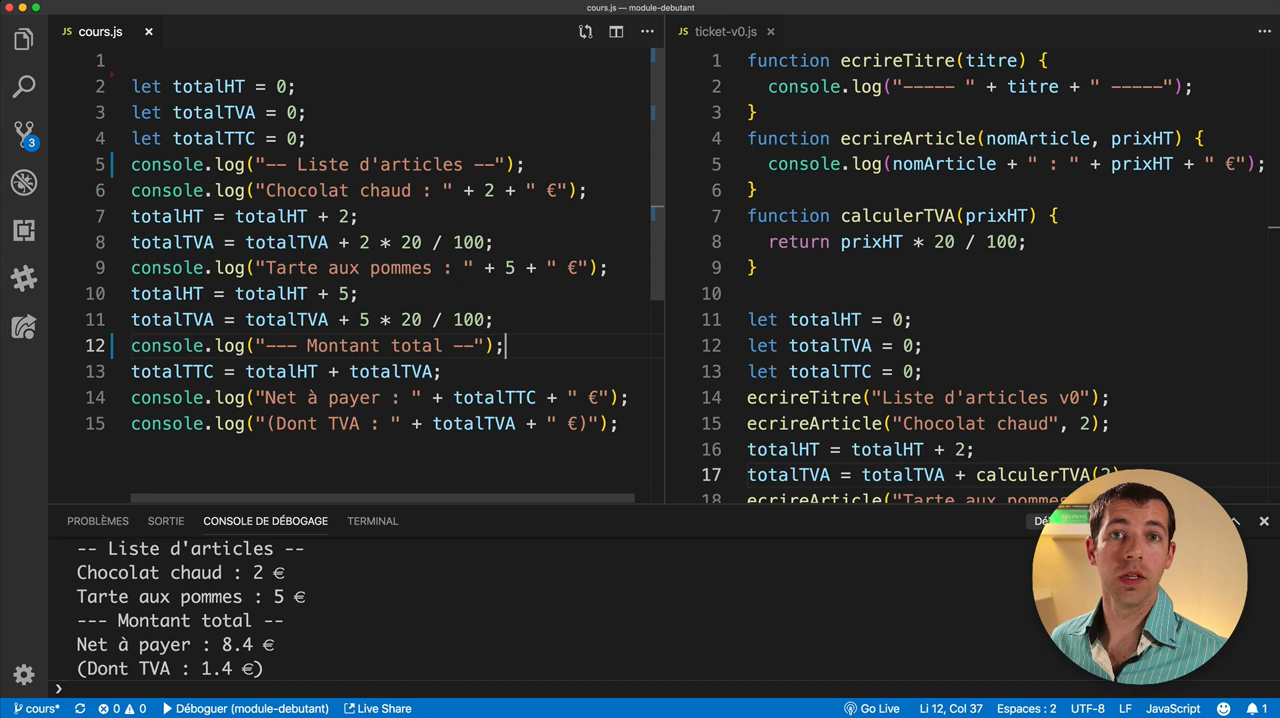 cours.js — module-debutant
JS cours.js ×
JS ticket-v0.js ×
1
2 let totalHT = 0;
3 let totalTVA = 0;
4 let totalTTC = 0;
5 console.log("-- Liste d'articles --");
6 console.log("Chocolat chaud : " + 2 + " €");
7 totalHT = totalHT + 2;
8 totalTVA = totalTVA + 2 * 20 / 100;
9 console.log("Tarte aux pommes : " + 5 + " €");
10 totalHT = totalHT + 5;
11 totalTVA = totalTVA + 5 * 20 / 100;
12 console.log("--- Montant total --");
13 totalTTC = totalHT + totalTVA;
14 console.log("Net à payer : " + totalTTC + " €");
15 console.log("(Dont TVA : " + totalTVA + " €)");
1 function ecrireTitre(titre) {
2 console.log("----- " + titre + " -----");
3 }
4 function ecrireArticle(nomArticle, prixHT) {
5 console.log(nomArticle + " : " + prixHT + " €");
6 }
7 function calculerTVA(prixHT) {
8 return prixHT * 20 / 100;
9 }
10
11 let totalHT = 0;
12 let totalTVA = 0;
13 let totalTTC = 0;
14 ecrireTitre("Liste d'articles v0");
15 ecrireArticle("Chocolat chaud", 2);
16 totalHT = totalHT + 2;
17 totalTVA = totalTVA + calculerTVA(2)
18 ecrireArticle("Tarte aux pommes
PROBLÈMES SORTIE CONSOLE DE DÉBOGAGE TERMINAL
-- Liste d'articles --
Chocolat chaud : 2 €
Tarte aux pommes : 5 €
--- Montant total --
Net à payer : 8.4 €
(Dont TVA : 1.4 €)
3
cours* 0 0 Déboguer (module-debutant) Live Share Go Live Li 12, Col 37 Espaces : 2 UTF-8 LF JavaScript 1